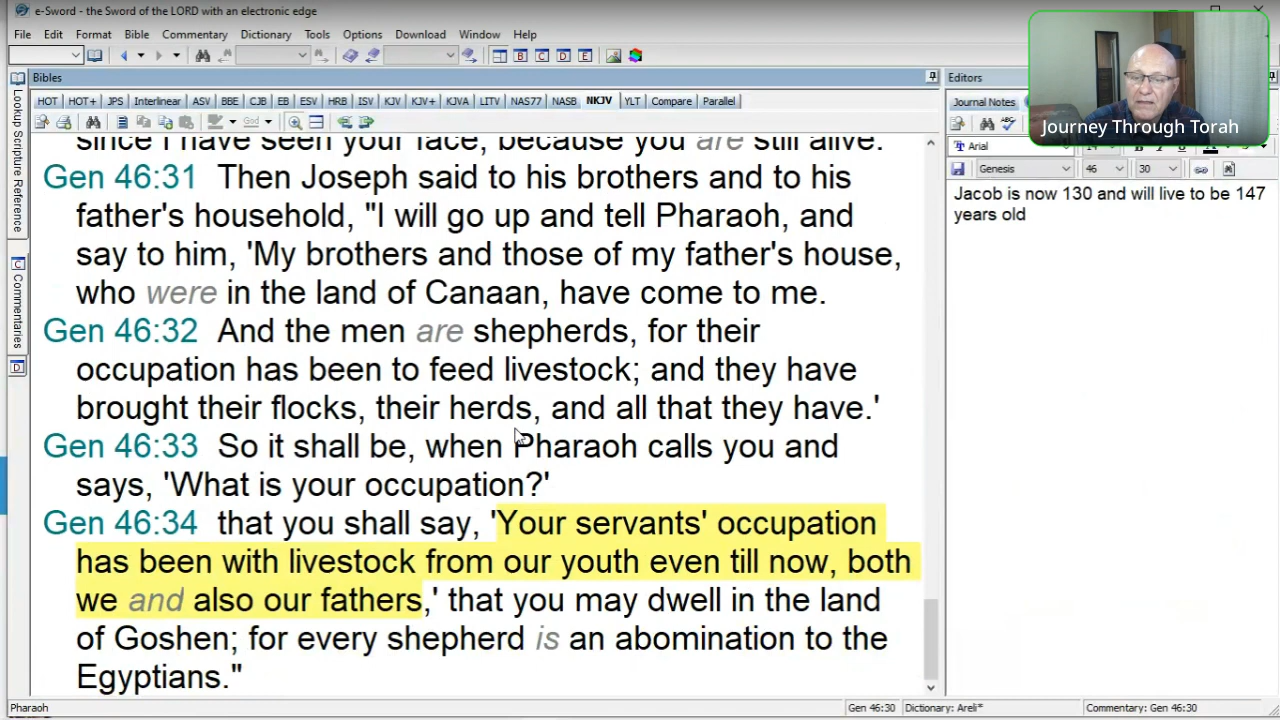 e-Sword - the Sword of the LORD with an electronic edge
File Edit Format Bible Commentary Dictionary Tools Options Download Window Help
B C D E
Bibles
HOT HOT+ JPS Interlinear ASV BBE CJB EB ESV HRB ISV KJV KJV+ KJVA LITV NAS77 NASB NKJV YLT Compare Parallel
God
Lookup Scripture Reference
C Commentaries
D
since I have seen your face, because you are still alive.
Gen 46:31 Then Joseph said to his brothers and to his
father's household, "I will go up and tell Pharaoh, and
say to him, 'My brothers and those of my father's house,
who were in the land of Canaan, have come to me.
Gen 46:32 And the men are shepherds, for their
occupation has been to feed livestock; and they have
brought their flocks, their herds, and all that they have.'
Gen 46:33 So it shall be, when Pharaoh calls you and
says, 'What is your occupation?'
Gen 46:34 that you shall say, 'Your servants' occupation
has been with livestock from our youth even till now, both
we and also our fathers,' that you may dwell in the land
of Goshen; for every shepherd is an abomination to the
Egyptians."
Editors
Journal Notes
Journey Through Torah
Arial
Genesis 46 30
Jacob is now 130 and will live to be 147
years old
Pharaoh Gen 46:30 Dictionary: Areli* Commentary: Gen 46:30